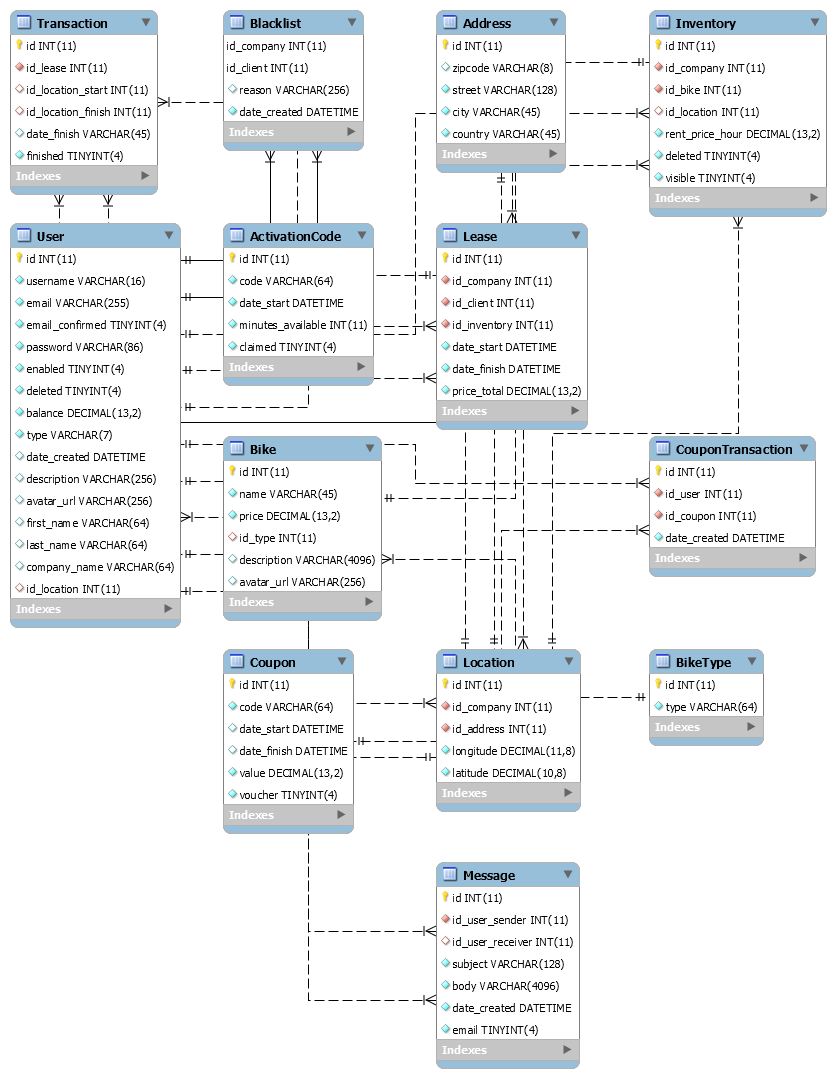 Transaction
id INT(11)
id_lease INT(11)
id_location_start INT(11)
id_location_finish INT(11)
date_finish VARCHAR(45)
finished TINYINT(4)
Indexes
Blacklist
id_company INT(11)
id_client INT(11)
reason VARCHAR(256)
date_created DATETIME
Indexes
Address
id INT(11)
zipcode VARCHAR(8)
street VARCHAR(128)
city VARCHAR(45)
country VARCHAR(45)
Indexes
Inventory
id INT(11)
id_company INT(11)
id_bike INT(11)
id_location INT(11)
rent_price_hour DECIMAL(13,2)
deleted TINYINT(4)
visible TINYINT(4)
Indexes
User
id INT(11)
username VARCHAR(16)
email VARCHAR(255)
email_confirmed TINYINT(4)
password VARCHAR(86)
enabled TINYINT(4)
deleted TINYINT(4)
balance DECIMAL(13,2)
type VARCHAR(7)
date_created DATETIME
description VARCHAR(256)
avatar_url VARCHAR(256)
first_name VARCHAR(64)
last_name VARCHAR(64)
company_name VARCHAR(64)
id_location INT(11)
Indexes
ActivationCode
id INT(11)
code VARCHAR(64)
date_start DATETIME
minutes_available INT(11)
claimed TINYINT(4)
Indexes
Lease
id INT(11)
id_company INT(11)
id_client INT(11)
id_inventory INT(11)
date_start DATETIME
date_finish DATETIME
price_total DECIMAL(13,2)
Indexes
Bike
id INT(11)
name VARCHAR(45)
price DECIMAL(13,2)
id_type INT(11)
description VARCHAR(4096)
avatar_url VARCHAR(256)
Indexes
CouponTransaction
id INT(11)
id_user INT(11)
id_coupon INT(11)
date_created DATETIME
Indexes
Coupon
id INT(11)
code VARCHAR(64)
date_start DATETIME
date_finish DATETIME
value DECIMAL(13,2)
voucher TINYINT(4)
Indexes
Location
id INT(11)
id_company INT(11)
id_address INT(11)
longitude DECIMAL(11,8)
latitude DECIMAL(10,8)
Indexes
BikeType
id INT(11)
type VARCHAR(64)
Indexes
Message
id INT(11)
id_user_sender INT(11)
id_user_receiver INT(11)
subject VARCHAR(128)
body VARCHAR(4096)
date_created DATETIME
email TINYINT(4)
Indexes